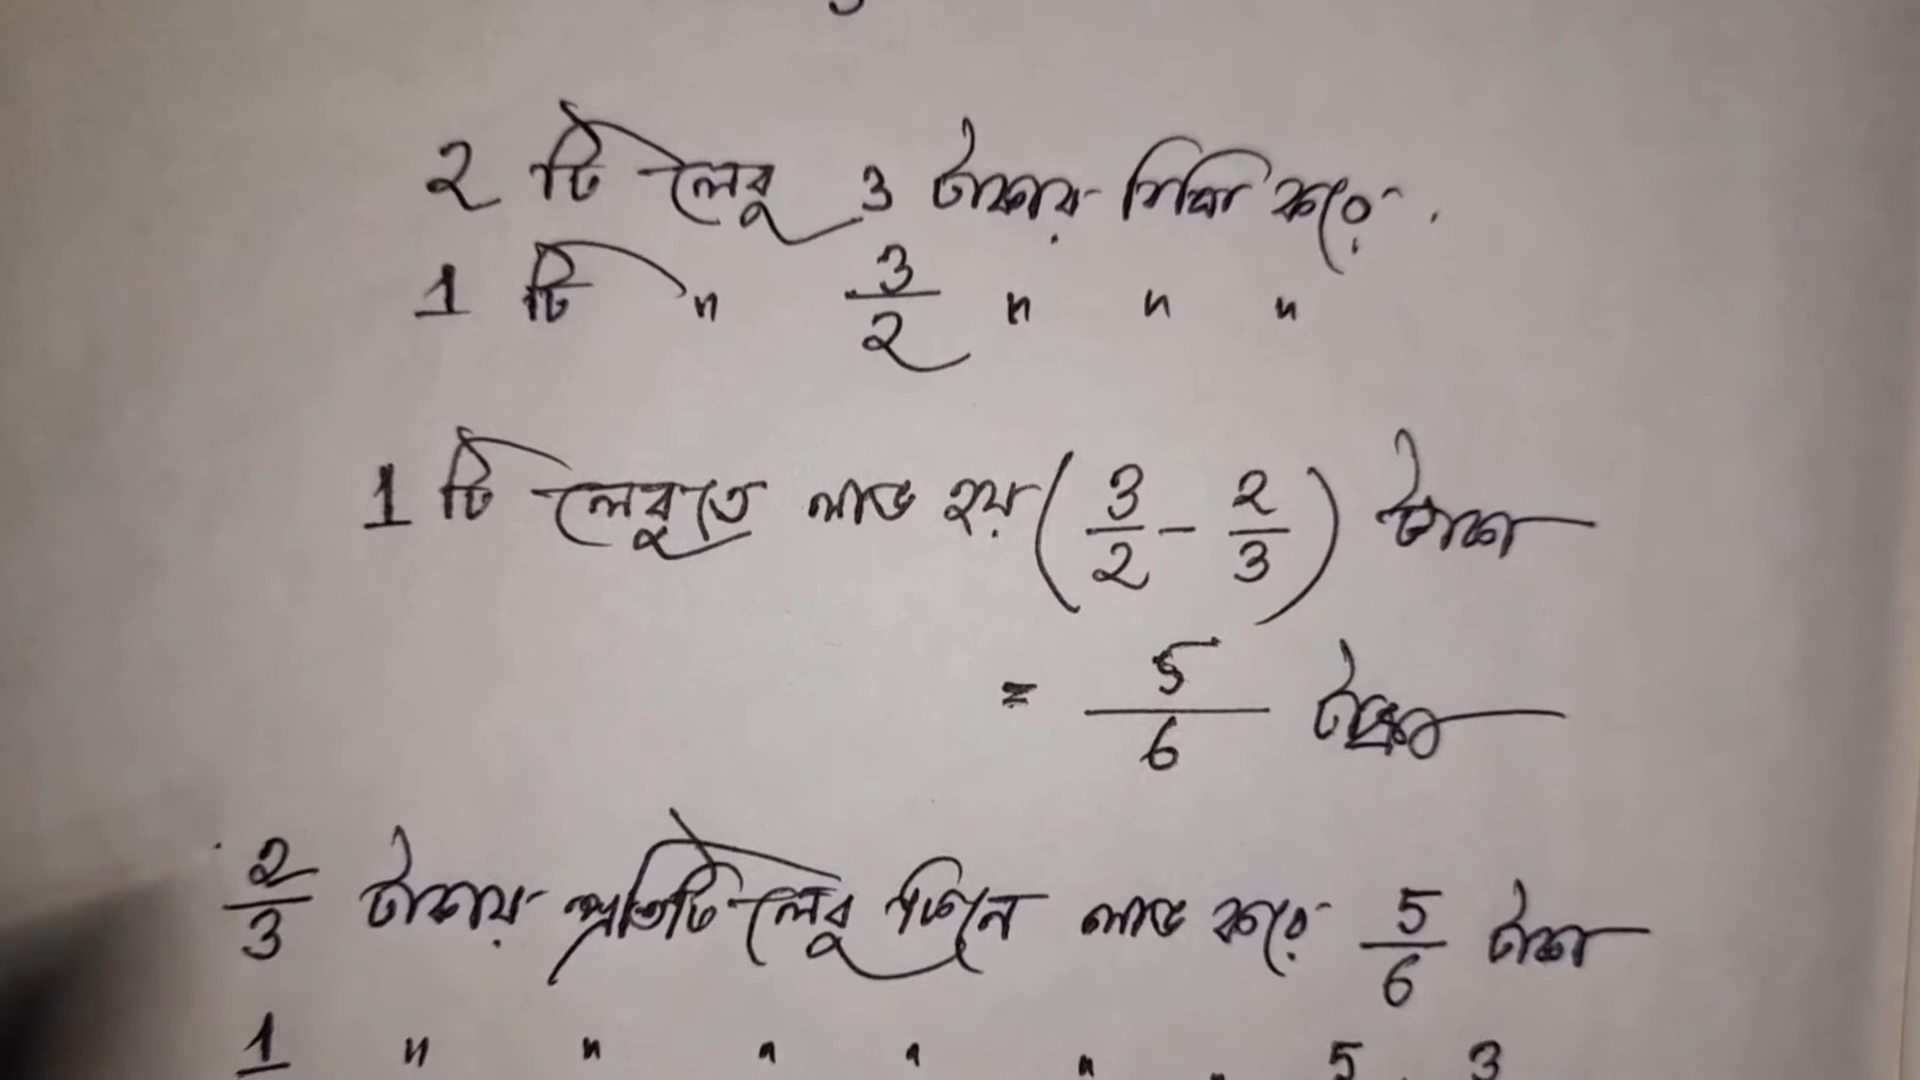 2 টি লেবু 3 টাকায় বিক্রি করে.
1 টি " 3/2 " " "
1 টি লেবুতে লাভ হয় (3/2 - 2/3) টাকা
= 5/6 টাকা
2/3 টাকায় প্রতিটি লেবু কিনে লাভ করে 5/6 টাকা
1 " " " " " " 5 . 3